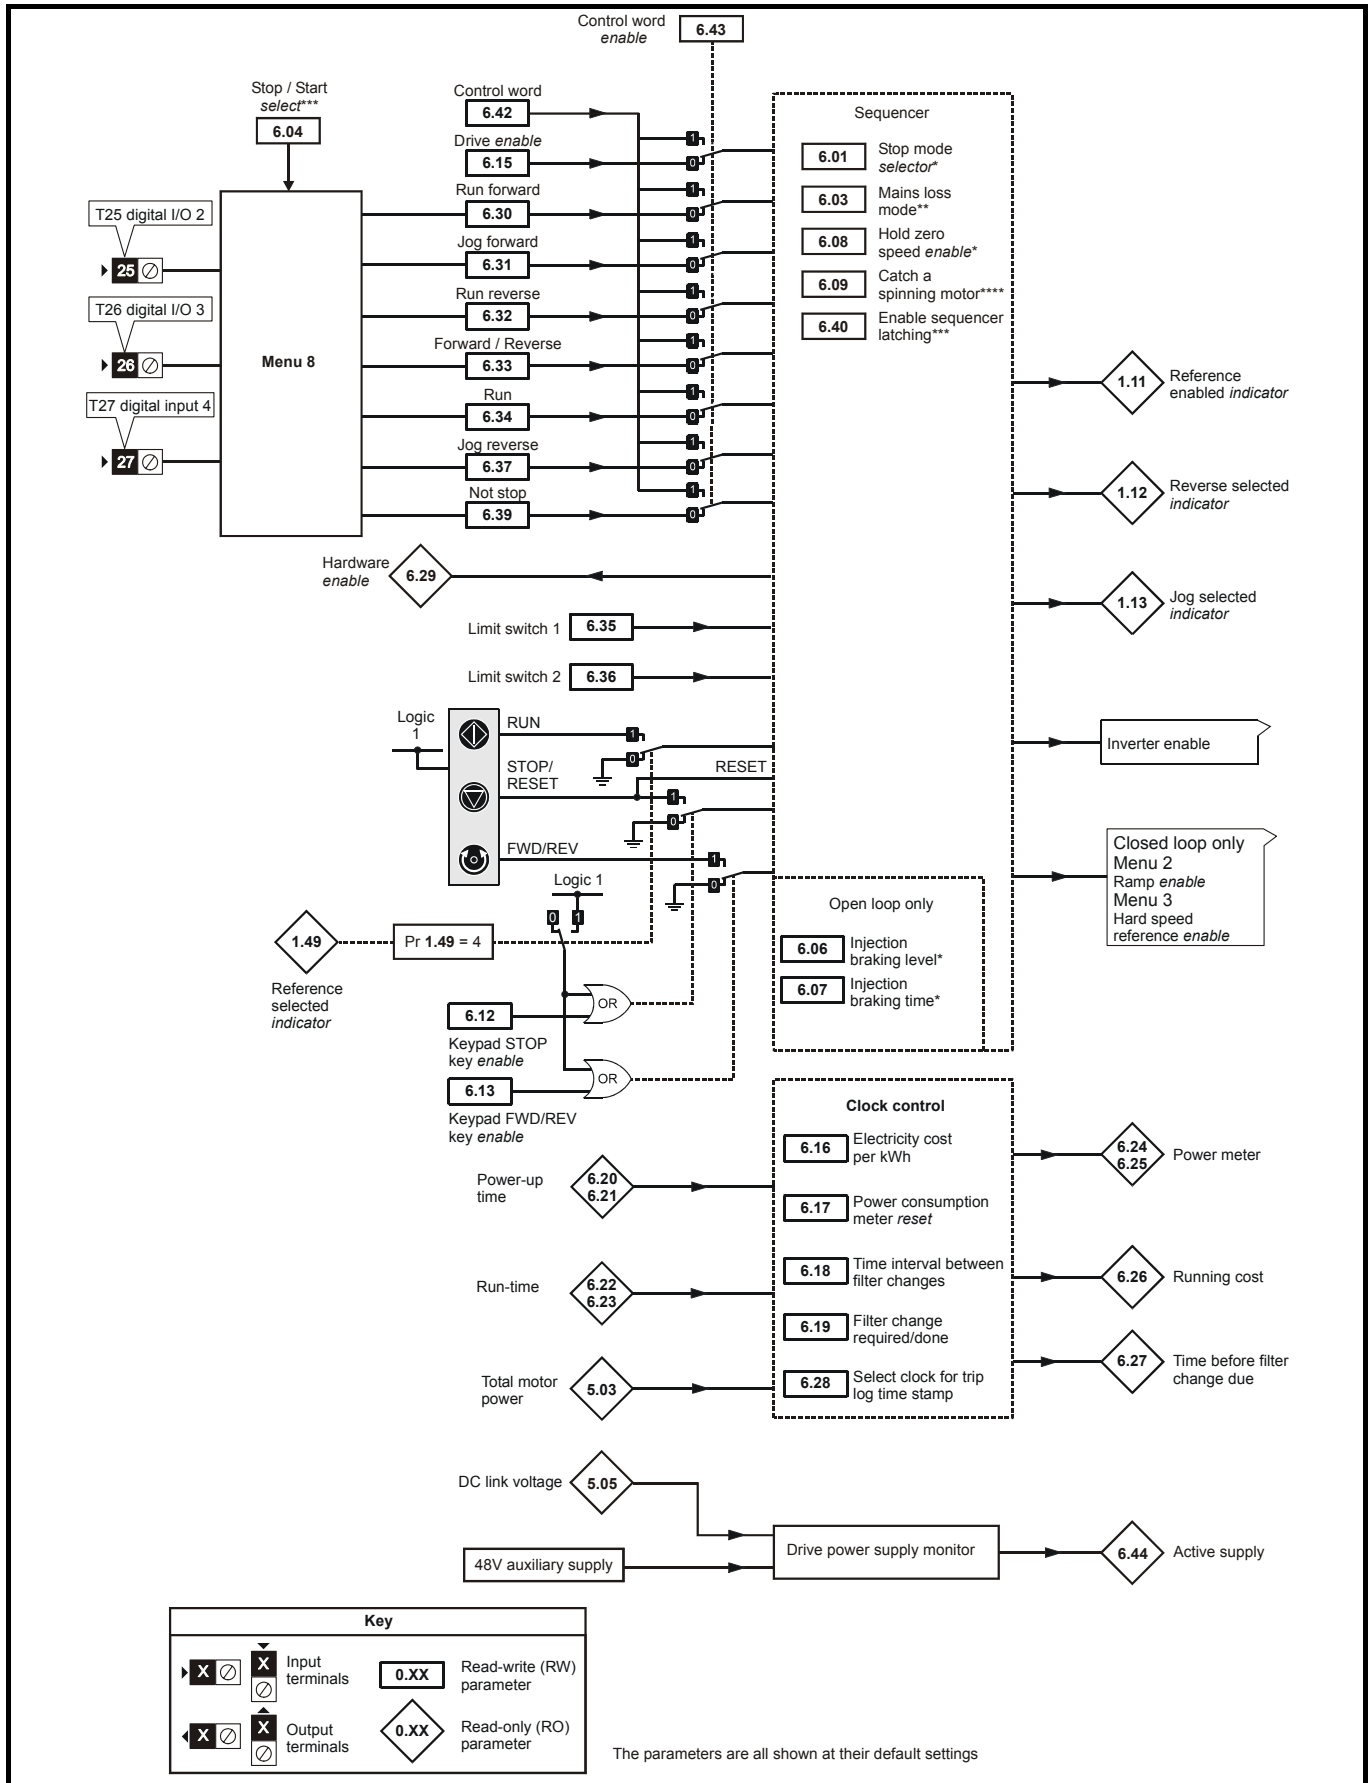 Control word
enable
6.43
Stop / Start
select***
6.04
Control word
6.42
Drive enable
6.15
Run forward
6.30
Jog forward
6.31
Run reverse
6.32
Forward / Reverse
6.33
Run
6.34
Jog reverse
6.37
Not stop
6.39
T25 digital I/O 2
25
T26 digital I/O 3
26
T27 digital input 4
27
Menu 8
1
0
1
0
1
0
1
0
1
0
1
0
1
0
1
0
Sequencer
6.01
Stop mode
selector*
6.03
Mains loss
mode**
6.08
Hold zero
speed enable*
6.09
Catch a
spinning motor****
6.40
Enable sequencer
latching***
1.11
Reference
enabled indicator
1.12
Reverse selected
indicator
1.13
Jog selected
indicator
Inverter enable
Closed loop only
Menu 2
Ramp enable
Menu 3
Hard speed
reference enable
Hardware
enable
6.29
Limit switch 1
6.35
Limit switch 2
6.36
Logic
1
RUN
1
0
STOP/
RESET
RESET
1
0
FWD/REV
1
0
Logic 1
0
1
1.49
Pr 1.49 = 4
Reference
selected
indicator
OR
6.12
Keypad STOP
key enable
OR
6.13
Keypad FWD/REV
key enable
Open loop only
6.06
Injection
braking level*
6.07
Injection
braking time*
Clock control
6.16
Electricity cost
per kWh
6.17
Power consumption
meter reset
6.18
Time interval between
filter changes
6.19
Filter change
required/done
6.28
Select clock for trip
log time stamp
Power-up
time
6.20
6.21
Run-time
6.22
6.23
Total motor
power
5.03
6.24
6.25
Power meter
6.26
Running cost
6.27
Time before filter
change due
DC link voltage
5.05
48V auxiliary supply
Drive power supply monitor
6.44
Active supply
Key
X
X
Input
terminals
0.XX
Read-write (RW)
parameter
X
X
Output
terminals
0.XX
Read-only (RO)
parameter
The parameters are all shown at their default settings